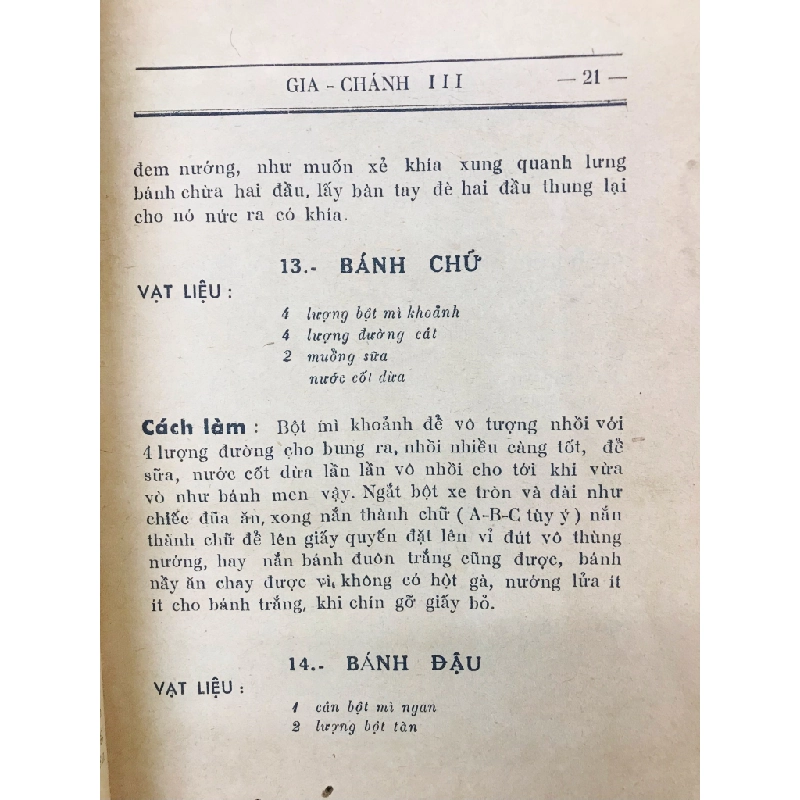 GIA - CHÁNH III — 21 —
đem nướng, như muốn xẻ khía xung quanh lưng
bánh chừa hai đầu, lấy bàn tay đè hai đầu thung lại
cho nó nức ra có khía.
13.- BÁNH CHỮ
VẬT LIỆU :
4 lượng bột mì khoảnh
4 lượng đường cát
2 muỗng sữa
nước cốt dừa
Cách làm : Bột mì khoảnh để vô tượng nhồi với
4 lượng đường cho bung ra, nhồi nhiều càng tốt, để
sữa, nước cốt dừa lần lần vô nhồi cho tới khi vừa
vò như bánh men vậy. Ngắt bột xe tròn và dài như
chiếc đũa ăn, xong nắn thành chữ ( A-B-C tùy ý ) nắn
thành chữ để lên giấy quyến đặt lên vỉ đút vô thùng
nướng, hay nắn bánh đuôn trắng cũng được, bánh
nầy ăn chay được vì không có hột gà, nướng lửa ít
ít cho bánh trắng, khi chín gỡ giấy bỏ.
14.- BÁNH ĐẬU
VẬT LIỆU :
1 cân bột mì ngan
2 lượng bột tàn